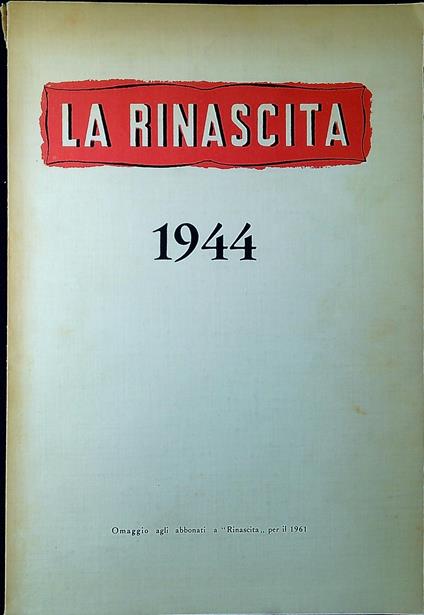 LA RINASCITA
1944
Omaggio agli abbonati a "Rinascita„ per il 1961